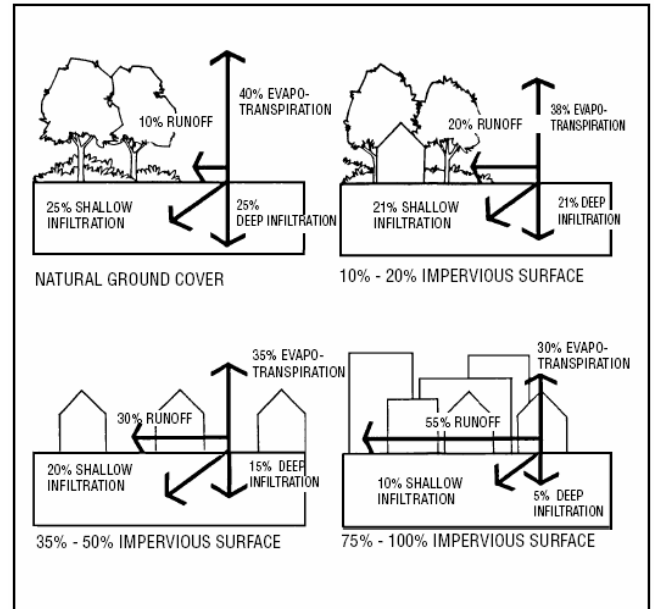 40% EVAPO-
TRANSPIRATION
10% RUNOFF
25% SHALLOW
INFILTRATION
25%
DEEP INFILTRATION
NATURAL GROUND COVER
38% EVAPO-
TRANSPIRATION
20% RUNOFF
21% SHALLOW
INFILTRATION
21% DEEP
INFILTRATION
10% - 20% IMPERVIOUS SURFACE
35% EVAPO-
TRANSPIRATION
30% RUNOFF
20% SHALLOW
INFILTRATION
15% DEEP
INFILTRATION
35% - 50% IMPERVIOUS SURFACE
30% EVAPO-
TRANSPIRATION
55% RUNOFF
10% SHALLOW
INFILTRATION
5% DEEP
INFILTRATION
75% - 100% IMPERVIOUS SURFACE